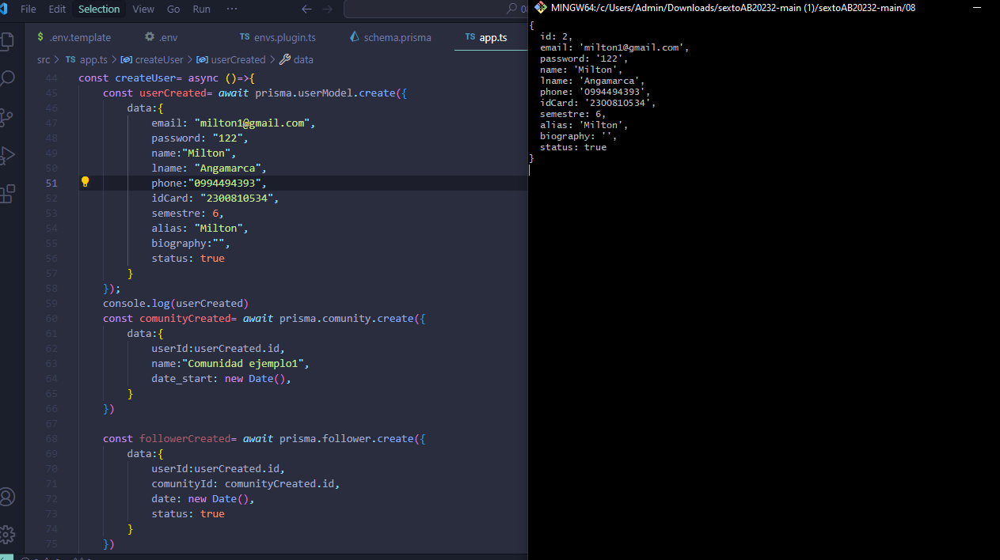 File Edit Selection View Go Run ···
08
$ .env.template
.env
TS envs.plugin.ts
schema.prisma
TS app.ts
src > TS app.ts > createUser > userCreated > data
44 const createUser= async ()=>{
45 const userCreated= await prisma.userModel.create({
46 data:{
47 email: "milton1@gmail.com",
48 password: "122",
49 name:"Milton",
50 lname: "Angamarca",
51 phone:"0994494393",
52 idCard: "2300810534",
53 semestre: 6,
54 alias: "Milton",
55 biography:"",
56 status: true
57 }
58 });
59 console.log(userCreated)
60 const comunityCreated= await prisma.comunity.create({
61 data:{
62 userId:userCreated.id,
63 name:"Comunidad ejemplo1",
64 date_start: new Date(),
65 }
66 })
67
68 const followerCreated= await prisma.follower.create({
69 data:{
70 userId:userCreated.id,
71 comunityId: comunityCreated.id,
72 date: new Date(),
73 status: true
74 }
75 })
MINGW64:/c/Users/Admin/Downloads/sextoAB20232-main (1)/sextoAB20232-main/08
{
id: 2,
email: 'milton1@gmail.com',
password: '122',
name: 'Milton',
lname: 'Angamarca',
phone: '0994494393',
idCard: '2300810534',
semestre: 6,
alias: 'Milton',
biography: '',
status: true
}